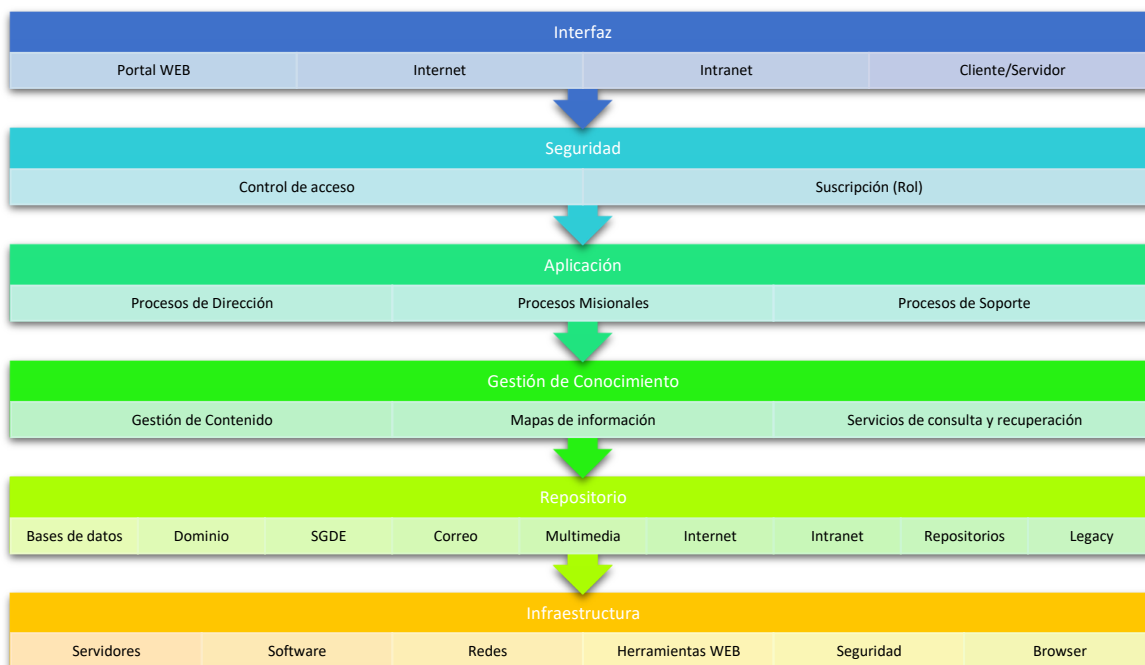 Interfaz
Portal WEB Internet Intranet Cliente/Servidor
Seguridad
Control de acceso Suscripción (Rol)
Aplicación
Procesos de Dirección Procesos Misionales Procesos de Soporte
Gestión de Conocimiento
Gestión de Contenido Mapas de información Servicios de consulta y recuperación
Repositorio
Bases de datos Dominio SGDE Correo Multimedia Internet Intranet Repositorios Legacy
Infraestructura
Servidores Software Redes Herramientas WEB Seguridad Browser